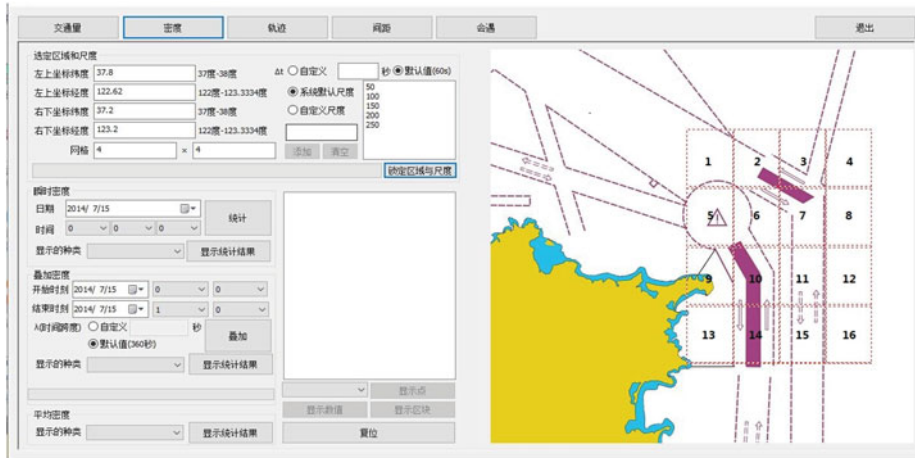 交通量 密度 轨迹 间距 会遇 退出
选定区域和尺度
左上坐标纬度 37.8 37度-38度 Δt 自定义 秒 默认值(60s)
左上坐标经度 122.62 122度-123.3334度 系统默认尺度 50
100
右下坐标纬度 37.2 37度-38度 自定义尺度 150
200
右下坐标经度 123.2 122度-123.3334度 250
网格 4 × 4 添加 清空
锁定区域与尺度
瞬时密度
日期 2014/ 7/15 统计
时间 0 0 0
显示的种类 显示统计结果
叠加密度
开始时刻 2014/ 7/15 0 0
结束时刻 2014/ 7/15 1 0
λ(时间跨度) 自定义 秒 叠加
默认值(360秒)
显示的种类 显示统计结果
显示点
显示数值 显示区块
平均密度
显示的种类 显示统计结果 复位
1 2 3 4
5 6 7 8
9 10 11 12
13 14 15 16